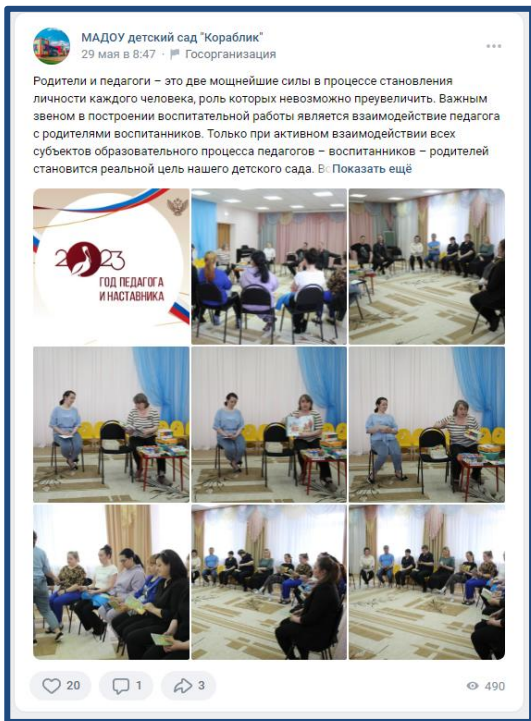 МАДОУ детский сад "Кораблик"
29 мая в 8:47 · Госорганизация
Родители и педагоги – это две мощнейшие силы в процессе становления
личности каждого человека, роль которых невозможно преувеличить. Важным
звеном в построении воспитательной работы является взаимодействие педагога
с родителями воспитанников. Только при активном взаимодействии всех
субъектов образовательного процесса педагогов – воспитанников – родителей
становится реальной цель нашего детского сада. Вс Показать ещё
2023
ГОД ПЕДАГОГА
И НАСТАВНИКА
20
1
3
490